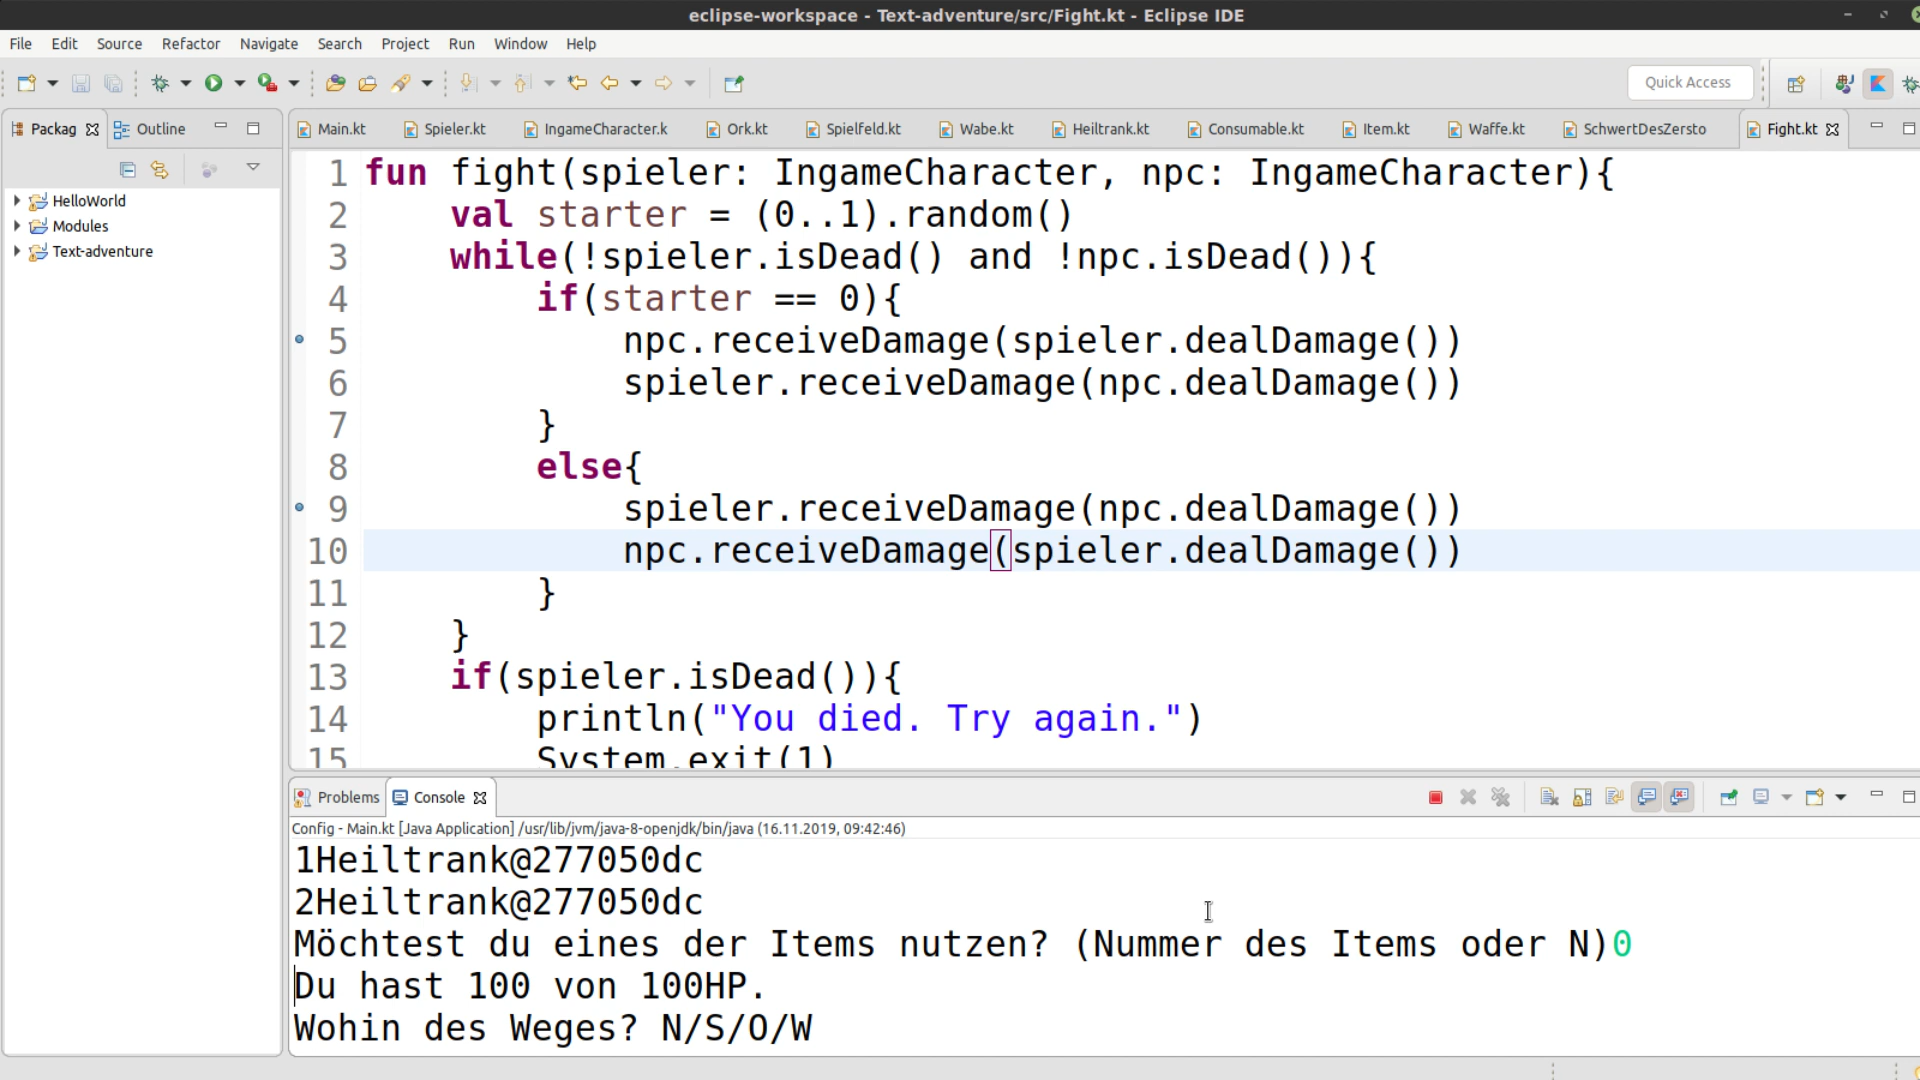 eclipse-workspace - Text-adventure/src/Fight.kt - Eclipse IDE
File Edit Source Refactor Navigate Search Project Run Window Help
Quick Access
Packag Outline
Main.kt Spieler.kt IngameCharacter.k Ork.kt Spielfeld.kt Wabe.kt Heiltrank.kt Consumable.kt Item.kt Waffe.kt SchwertDesZersto Fight.kt
HelloWorld
Modules
Text-adventure
1 fun fight(spieler: IngameCharacter, npc: IngameCharacter){
2 val starter = (0..1).random()
3 while(!spieler.isDead() and !npc.isDead()){
4 if(starter == 0){
5 npc.receiveDamage(spieler.dealDamage())
6 spieler.receiveDamage(npc.dealDamage())
7 }
8 else{
9 spieler.receiveDamage(npc.dealDamage())
10 npc.receiveDamage(spieler.dealDamage())
11 }
12 }
13 if(spieler.isDead()){
14 println("You died. Try again.")
15 System.exit(1)
Problems Console
Config - Main.kt [Java Application] /usr/lib/jvm/java-8-openjdk/bin/java (16.11.2019, 09:42:46)
1Heiltrank@277050dc
2Heiltrank@277050dc
Möchtest du eines der Items nutzen? (Nummer des Items oder N)0
Du hast 100 von 100HP.
Wohin des Weges? N/S/O/W